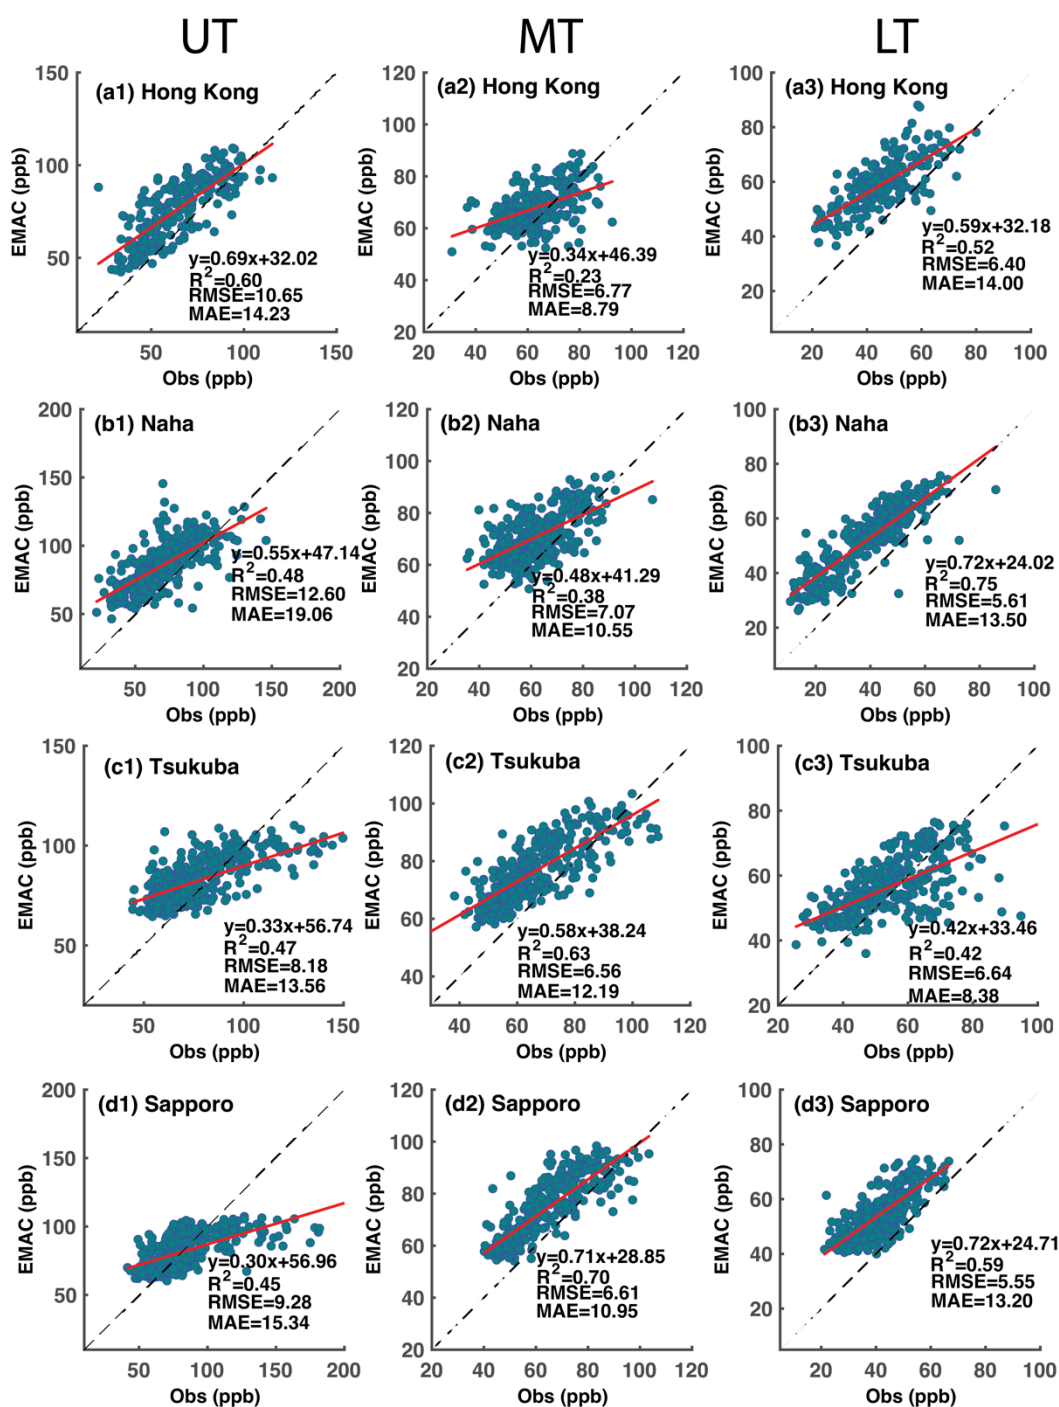 UT
MT
LT
(a1) Hong Kong
150
100
50
EMAC (ppb)
y=0.69x+32.02
R²=0.60
RMSE=10.65
MAE=14.23
50
100
150
Obs (ppb)
(a2) Hong Kong
120
100
80
60
40
20
EMAC (ppb)
y=0.34x+46.39
R²=0.23
RMSE=6.77
MAE=8.79
20
40
60
80
100
120
Obs (ppb)
(a3) Hong Kong
100
80
60
40
20
EMAC (ppb)
y=0.59x+32.18
R²=0.52
RMSE=6.40
MAE=14.00
20
40
60
80
100
Obs (ppb)
(b1) Naha
200
150
100
50
EMAC (ppb)
y=0.55x+47.14
R²=0.48
RMSE=12.60
MAE=19.06
50
100
150
200
Obs (ppb)
(b2) Naha
120
100
80
60
40
20
EMAC (ppb)
y=0.48x+41.29
R²=0.38
RMSE=7.07
MAE=10.55
20
40
60
80
100
120
Obs (ppb)
(b3) Naha
100
80
60
40
20
EMAC (ppb)
y=0.72x+24.02
R²=0.75
RMSE=5.61
MAE=13.50
20
40
60
80
100
Obs (ppb)
(c1) Tsukuba
150
100
50
EMAC (ppb)
y=0.33x+56.74
R²=0.47
RMSE=8.18
MAE=13.56
50
100
150
Obs (ppb)
(c2) Tsukuba
120
100
80
60
40
EMAC (ppb)
y=0.58x+38.24
R²=0.63
RMSE=6.56
MAE=12.19
40
60
80
100
120
Obs (ppb)
(c3) Tsukuba
100
80
60
40
20
EMAC (ppb)
y=0.42x+33.46
R²=0.42
RMSE=6.64
MAE=8.38
20
40
60
80
100
Obs (ppb)
(d1) Sapporo
200
150
100
50
EMAC (ppb)
y=0.30x+56.96
R²=0.45
RMSE=9.28
MAE=15.34
50
100
150
200
Obs (ppb)
(d2) Sapporo
120
100
80
60
40
20
EMAC (ppb)
y=0.71x+28.85
R²=0.70
RMSE=6.61
MAE=10.95
20
40
60
80
100
120
Obs (ppb)
(d3) Sapporo
100
80
60
40
20
EMAC (ppb)
y=0.72x+24.71
R²=0.59
RMSE=5.55
MAE=13.20
20
40
60
80
100
Obs (ppb)